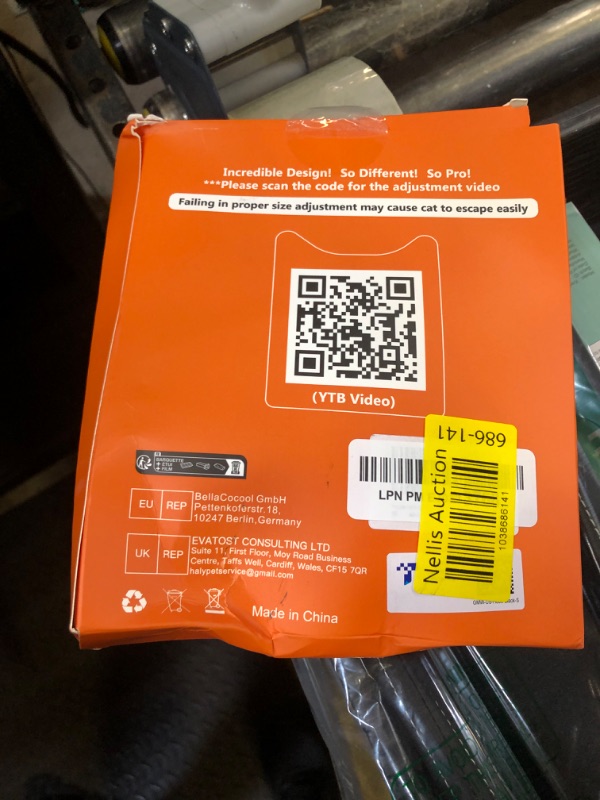 Incredible Design! So Different! So Pro!
***Please scan the code for the adjustment video
Failing in proper size adjustment may cause cat to escape easily
(YTB Video)
BARQUETTE
+ ÉTUI
+ FILM
EU REP
BellaCocool GmbH
Pettenkoferstr.18,
10247 Berlin,Germany
UK REP
EVATOST CONSULTING LTD
Suite 11, First Floor, Moy Road Business
Centre, Taffs Well, Cardiff, Wales, CF15 7QR
halypetservice@gmail.com
Made in China
LPN PM
686-141
Nellis Auction
1038686141